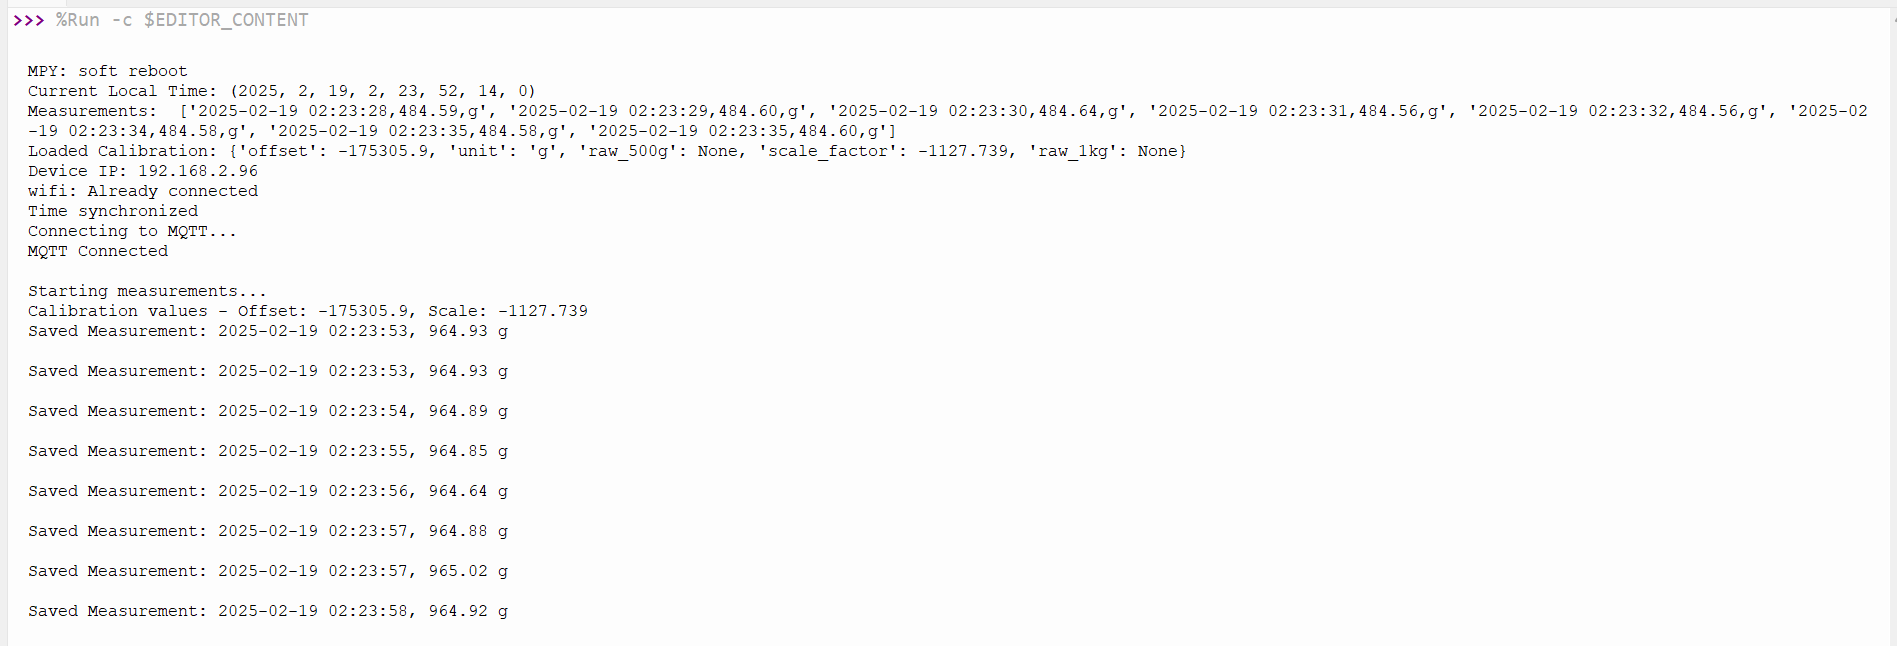 >>> %Run -c $EDITOR_CONTENT
MPY: soft reboot
Current Local Time: (2025, 2, 19, 2, 23, 52, 14, 0)
Measurements:  ['2025-02-19 02:23:28,484.59,g', '2025-02-19 02:23:29,484.60,g', '2025-02-19 02:23:30,484.64,g', '2025-02-19 02:23:31,484.56,g', '2025-02-19 02:23:32,484.56,g', '2025-02
-19 02:23:34,484.58,g', '2025-02-19 02:23:35,484.58,g', '2025-02-19 02:23:35,484.60,g']
Loaded Calibration: {'offset': -175305.9, 'unit': 'g', 'raw_500g': None, 'scale_factor': -1127.739, 'raw_1kg': None}
Device IP: 192.168.2.96
wifi: Already connected
Time synchronized
Connecting to MQTT...
MQTT Connected
Starting measurements...
Calibration values - Offset: -175305.9, Scale: -1127.739
Saved Measurement: 2025-02-19 02:23:53, 964.93 g
Saved Measurement: 2025-02-19 02:23:53, 964.93 g
Saved Measurement: 2025-02-19 02:23:54, 964.89 g
Saved Measurement: 2025-02-19 02:23:55, 964.85 g
Saved Measurement: 2025-02-19 02:23:56, 964.64 g
Saved Measurement: 2025-02-19 02:23:57, 964.88 g
Saved Measurement: 2025-02-19 02:23:57, 965.02 g
Saved Measurement: 2025-02-19 02:23:58, 964.92 g